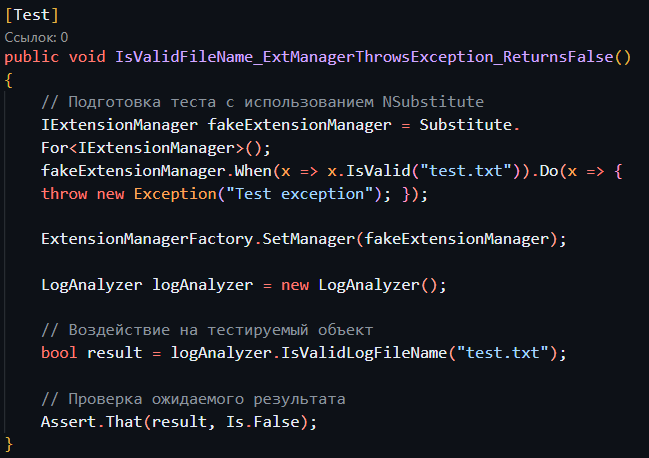 [Test]
Ссылок: 0
public void IsValidFileName_ExtManagerThrowsException_ReturnsFalse()
{
// Подготовка теста с использованием NSubstitute
IExtensionManager fakeExtensionManager = Substitute.
For<IExtensionManager>();
fakeExtensionManager.When(x => x.IsValid("test.txt")).Do(x => {
throw new Exception("Test exception"); });
ExtensionManagerFactory.SetManager(fakeExtensionManager);
LogAnalyzer logAnalyzer = new LogAnalyzer();
// Воздействие на тестируемый объект
bool result = logAnalyzer.IsValidLogFileName("test.txt");
// Проверка ожидаемого результата
Assert.That(result, Is.False);
}